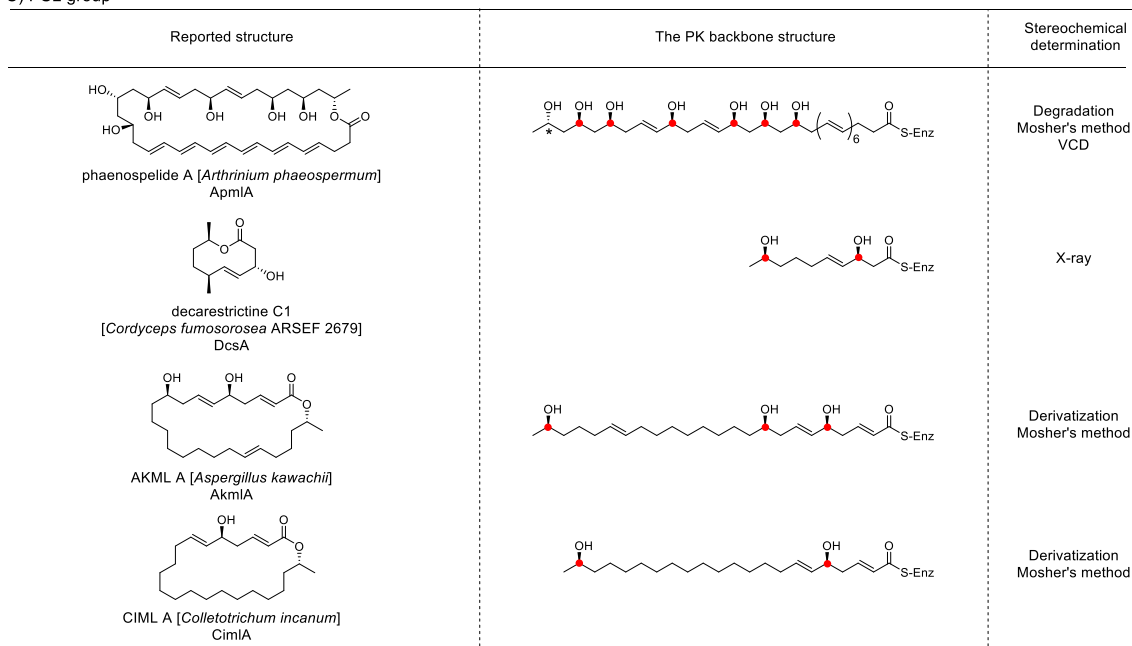 Reported structure
The PK backbone structure
Stereochemical
determination
HO
OH
OH
OH
OH
HO
O
O
OH
OH
OH
OH
OH
OH
OH
*
6
O
S-Enz
Degradation
Mosher's method
VCD
phaenospelide A [Arthrinium phaeospermum]
ApmlA
O
O
OH
OH
OH
O
S-Enz
X-ray
decarestrictine C1
[Cordyceps fumosorosea ARSEF 2679]
DcsA
OH
OH
O
O
OH
OH
OH
O
S-Enz
Derivatization
Mosher's method
AKML A [Aspergillus kawachii]
AkmlA
OH
O
O
OH
OH
O
S-Enz
Derivatization
Mosher's method
CIML A [Colletotrichum incanum]
CimlA